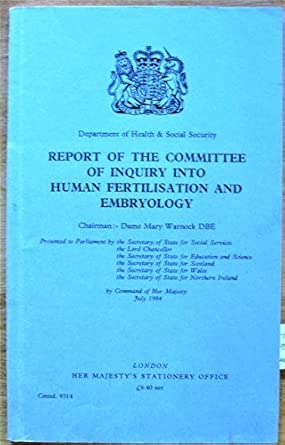 Department of Health & Social Security
REPORT OF THE COMMITTEE
OF INQUIRY INTO
HUMAN FERTILISATION AND
EMBRYOLOGY
Chairman:- Dame Mary Warnock DBE
Presented to Parliament by the Secretary of State for Social Services
the Lord Chancellor
the Secretary of State for Education and Science
the Secretary of State for Scotland
the Secretary of State for Wales
the Secretary of State for Northern Ireland
by Command of Her Majesty
July 1984
LONDON
HER MAJESTY'S STATIONERY OFFICE
£6·40 net
Cmnd. 9314